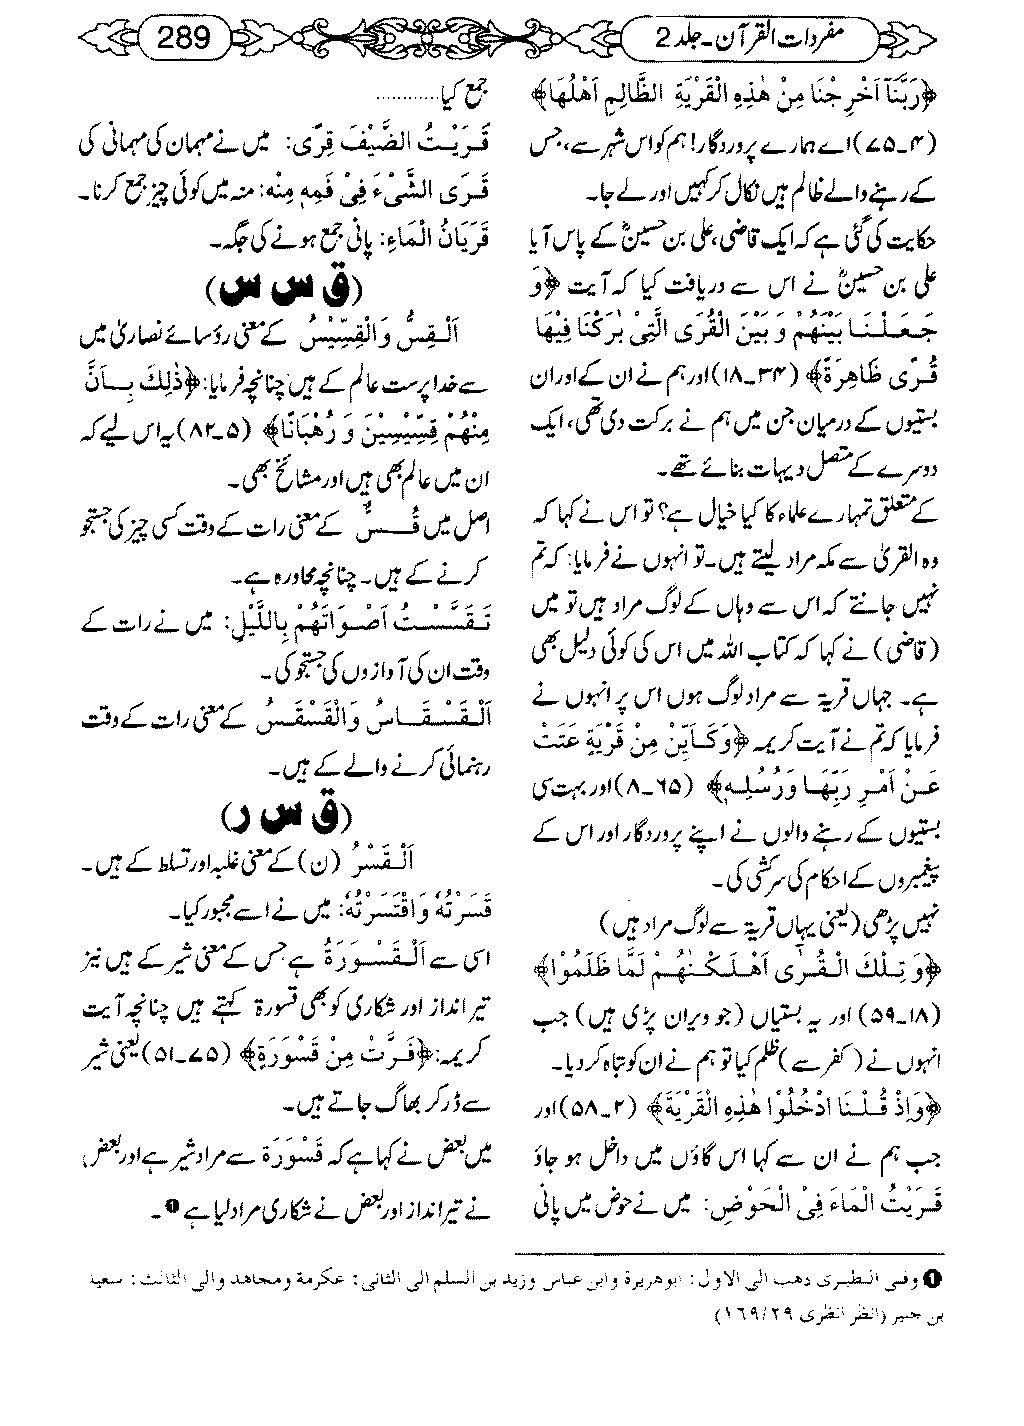 مفردات القرآن۔جلد 2
289
﴿رَبَّنَآ اَخْرِجْنَا مِنْ هٰذِهِ الْقَرْيَةِ الظَّالِمِ اَهْلُهَا﴾
(۴۔۷۵) اے ہمارے پروردگار! ہم کو اس شہر سے، جس
کے رہنے والے ظالم ہیں نکال کر کہیں اور لے جا۔
حکایت کی گئی ہے کہ ایک قاضی، علی بن حسینؓ کے پاس آیا
علی بن حسینؓ نے اس سے دریافت کیا کہ آیت ﴿وَ
جَعَلْنَا بَيْنَهُمْ وَ بَيْنَ الْقُرَى الَّتِيْ بٰرَكْنَا فِيْهَا
قُرًى ظَاهِرَةً﴾ (۳۴۔۱۸) اور ہم نے ان کے اور ان
بستیوں کے درمیان جن میں ہم نے برکت دی تھی، ایک
دوسرے کے متصل دیہات بنائے تھے۔
کے متعلق تمہارے علماء کا کیا خیال ہے؟ تو اس نے کہا کہ
وہ القریٰ سے مکہ مراد لیتے ہیں۔ تو انہوں نے فرمایا: کہ تم
نہیں جانتے کہ اس سے وہاں کے لوگ مراد ہیں تو میں
(قاضی) نے کہا کہ کتاب اللہ میں اس کی کوئی دلیل بھی
ہے۔ جہاں قریۃ سے مراد لوگ ہوں اس پر انہوں نے
فرمایا کہ تم نے آیت کریمہ ﴿وَكَاَيِّنْ مِنْ قَرْيَةٍ عَتَتْ
عَنْ اَمْرِ رَبِّهَا وَرُسُلِهٖ﴾ (۶۵۔۸) اور بہت سی
بستیوں کے رہنے والوں نے اپنے پروردگار اور اس کے
پیغمبروں کے احکام کی سرکشی کی۔
نہیں پڑھی (یعنی یہاں قریۃ سے لوگ مراد ہیں)
﴿وَتِلْكَ الْقُرٰٓى اَهْلَكْنٰهُمْ لَمَّا ظَلَمُوْا﴾
(۱۸۔۵۹) اور یہ بستیاں (جو ویران پڑی ہیں) جب
انہوں نے (کفر سے) ظلم کیا تو ہم نے ان کو تباہ کر دیا۔
﴿وَاِذْ قُلْنَا ادْخُلُوْا هٰذِهِ الْقَرْيَةَ﴾ (۲۔۵۸) اور
جب ہم نے ان سے کہا اس گاؤں میں داخل ہو جاؤ
قَرَيْتُ الْمَاءَ فِي الْحَوْضِ: میں نے حوض میں پانی
جمع کیا............
قَرَيْتُ الضَّيْفَ قِرًى: میں نے مہمان کی مہمانی کی
قَرَى الشَّيْءَ فِيْ فَمِهٖ مِنْهُ: منہ میں کوئی چیز جمع کرنا۔
قَرَيَانُ الْمَاءِ: پانی جمع ہونے کی جگہ۔
(ق س س)
اَلْقِسُّ وَالْقِسِّيْسُ کے معنی رؤسائے نصاریٰ میں
سے خدا پرست عالم کے ہیں چنانچہ فرمایا: ﴿ذٰلِكَ بِاَنَّ
مِنْهُمْ قِسِّيْسِيْنَ وَ رُهْبَانًا﴾ (۵۔۸۲) یہ اس لیے کہ
ان میں عالم بھی ہیں اور مشائخ بھی۔
اصل میں قُسٌّ کے معنی رات کے وقت کسی چیز کی جستجو
کرنے کے ہیں۔ چنانچہ محاورہ ہے۔
تَقَسَّسْتُ اَصْوَاتَهُمْ بِاللَّيْلِ: میں نے رات کے
وقت ان کی آوازوں کی جستجو کی۔
اَلْقَسْقَاسُ وَالْقَسْقَسُ کے معنی رات کے وقت
رہنمائی کرنے والے کے ہیں۔
(ق س ر)
اَلْقَسْرُ (ن) کے معنی غلبہ اور تسلط کے ہیں۔
قَسَرْتُهٗ وَاقْتَسَرْتُهٗ: میں نے اسے مجبور کیا۔
اسی سے اَلْقَسْوَرَةُ ہے جس کے معنی شیر کے ہیں نیز
تیر انداز اور شکاری کو بھی قسورۃ کہتے ہیں چنانچہ آیت
کریمہ: ﴿فَرَّتْ مِنْ قَسْوَرَةٍ﴾ (۷۵۔۵۱) یعنی شیر
سے ڈر کر بھاگ جاتے ہیں۔
میں بعض نے کہا ہے کہ قَسْوَرَة سے مراد شیر ہے اور بعض
نے تیر انداز اور بعض نے شکاری مراد لیا ہے ❶۔
❶ وفی الطبری ذهب الی الاول: ابوهریرة وابن عباس وزید بن السلم الی الثانی: عکرمة ومجاهد والی الثالث: سعید
بن جبیر (انظر انظری ۱۶۹/۲۹)